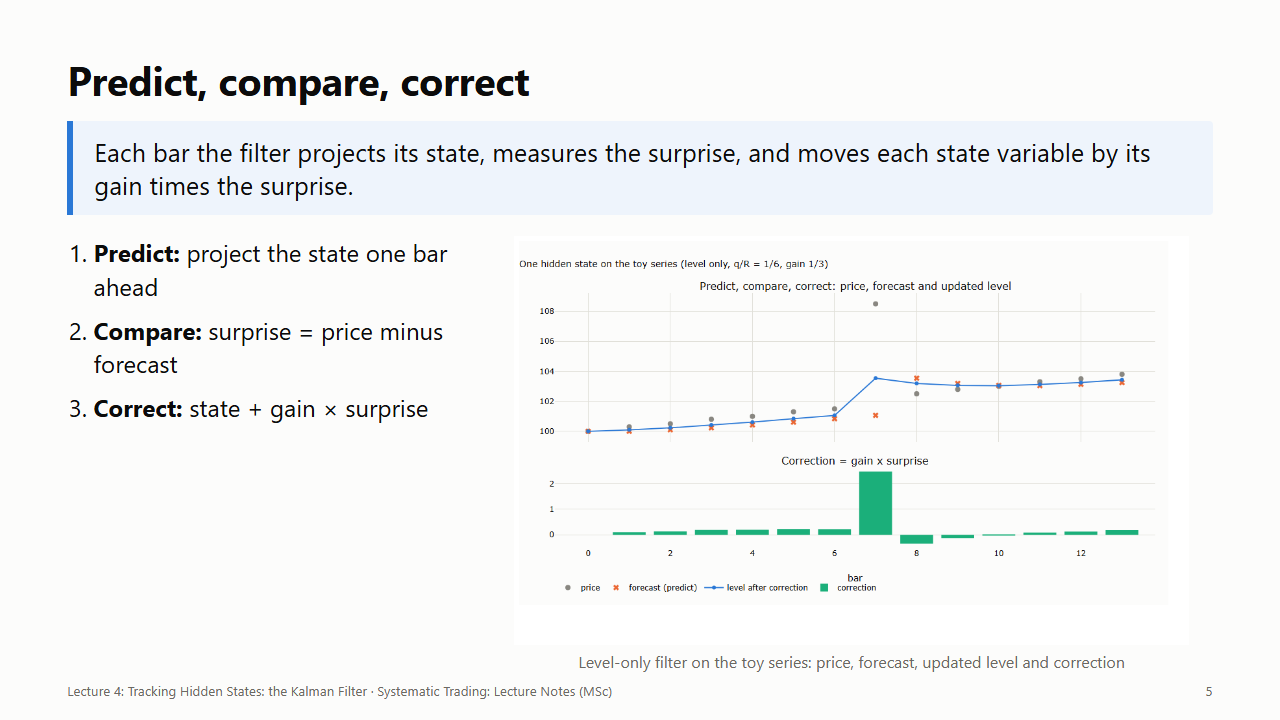 Predict, compare, correct
Each bar the filter projects its state, measures the surprise, and moves each state variable by its
gain times the surprise.
1. Predict: project the state one bar
ahead
2. Compare: surprise = price minus
forecast
3. Correct: state + gain × surprise
One hidden state on the toy series (level only, q/R = 1/6, gain 1/3)
Predict, compare, correct: price, forecast and updated level
108
106
104
102
100
Correction = gain x surprise
2
1
0
0 2 4 6 8 10 12
bar
price forecast (predict) level after correction correction
Level-only filter on the toy series: price, forecast, updated level and correction
Lecture 4: Tracking Hidden States: the Kalman Filter · Systematic Trading: Lecture Notes (MSc)
5